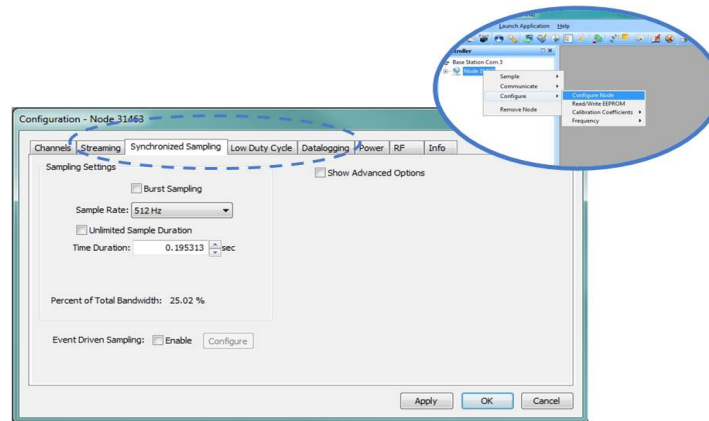 Launch Application Help
Base Station Com 3
Sample
Communicate
Configure
Remove Node
Configure Node
Read/Write EEPROM
Calibration Coefficients
Frequency
Configuration - Node 31463
Channels Streaming Synchronized Sampling Low Duty Cycle Datalogging Power RF Info
Sampling Settings
Show Advanced Options
Burst Sampling
Sample Rate: 512 Hz
Unlimited Sample Duration
Time Duration: 0.195313 sec
Percent of Total Bandwidth: 25.02 %
Event Driven Sampling: Enable Configure
Apply OK Cancel